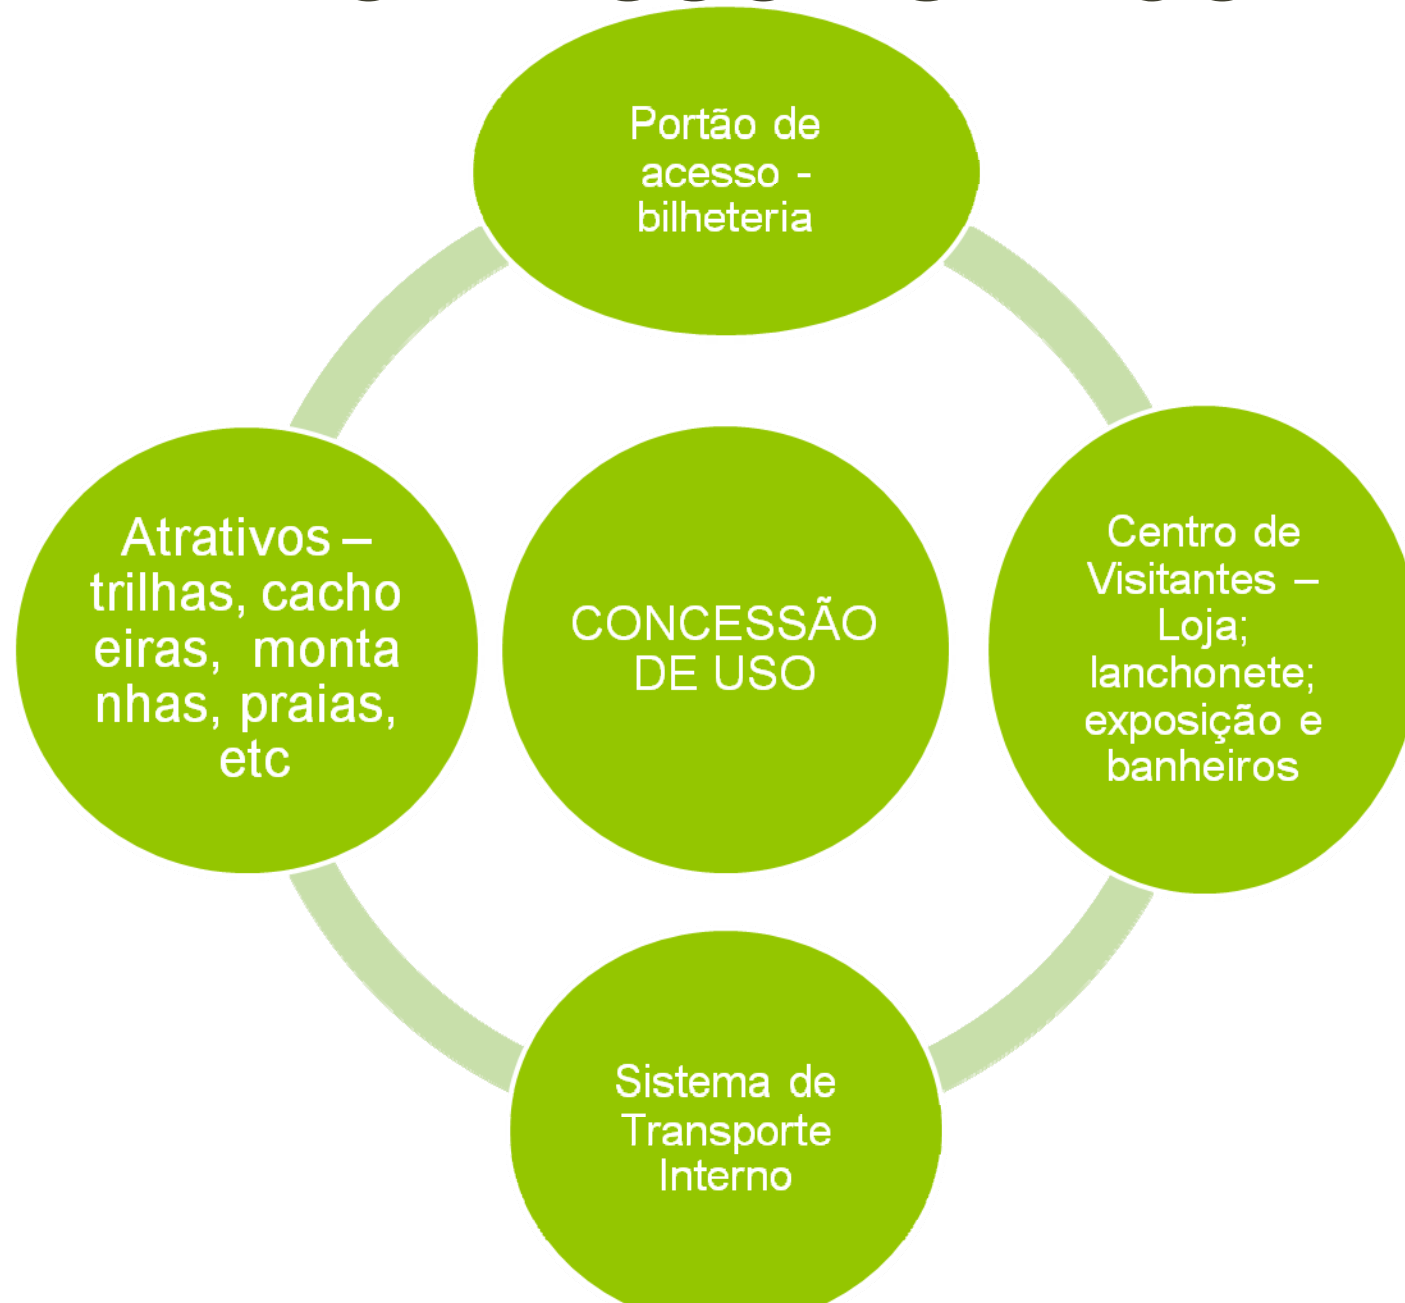 Portão de
acesso -
bilheteria
Atrativos –
trilhas, cacho
eiras,  monta
nhas, praias,
etc
CONCESSÃO
DE USO
Centro de
Visitantes –
Loja;
lanchonete;
exposição e
banheiros
Sistema de
Transporte
Interno